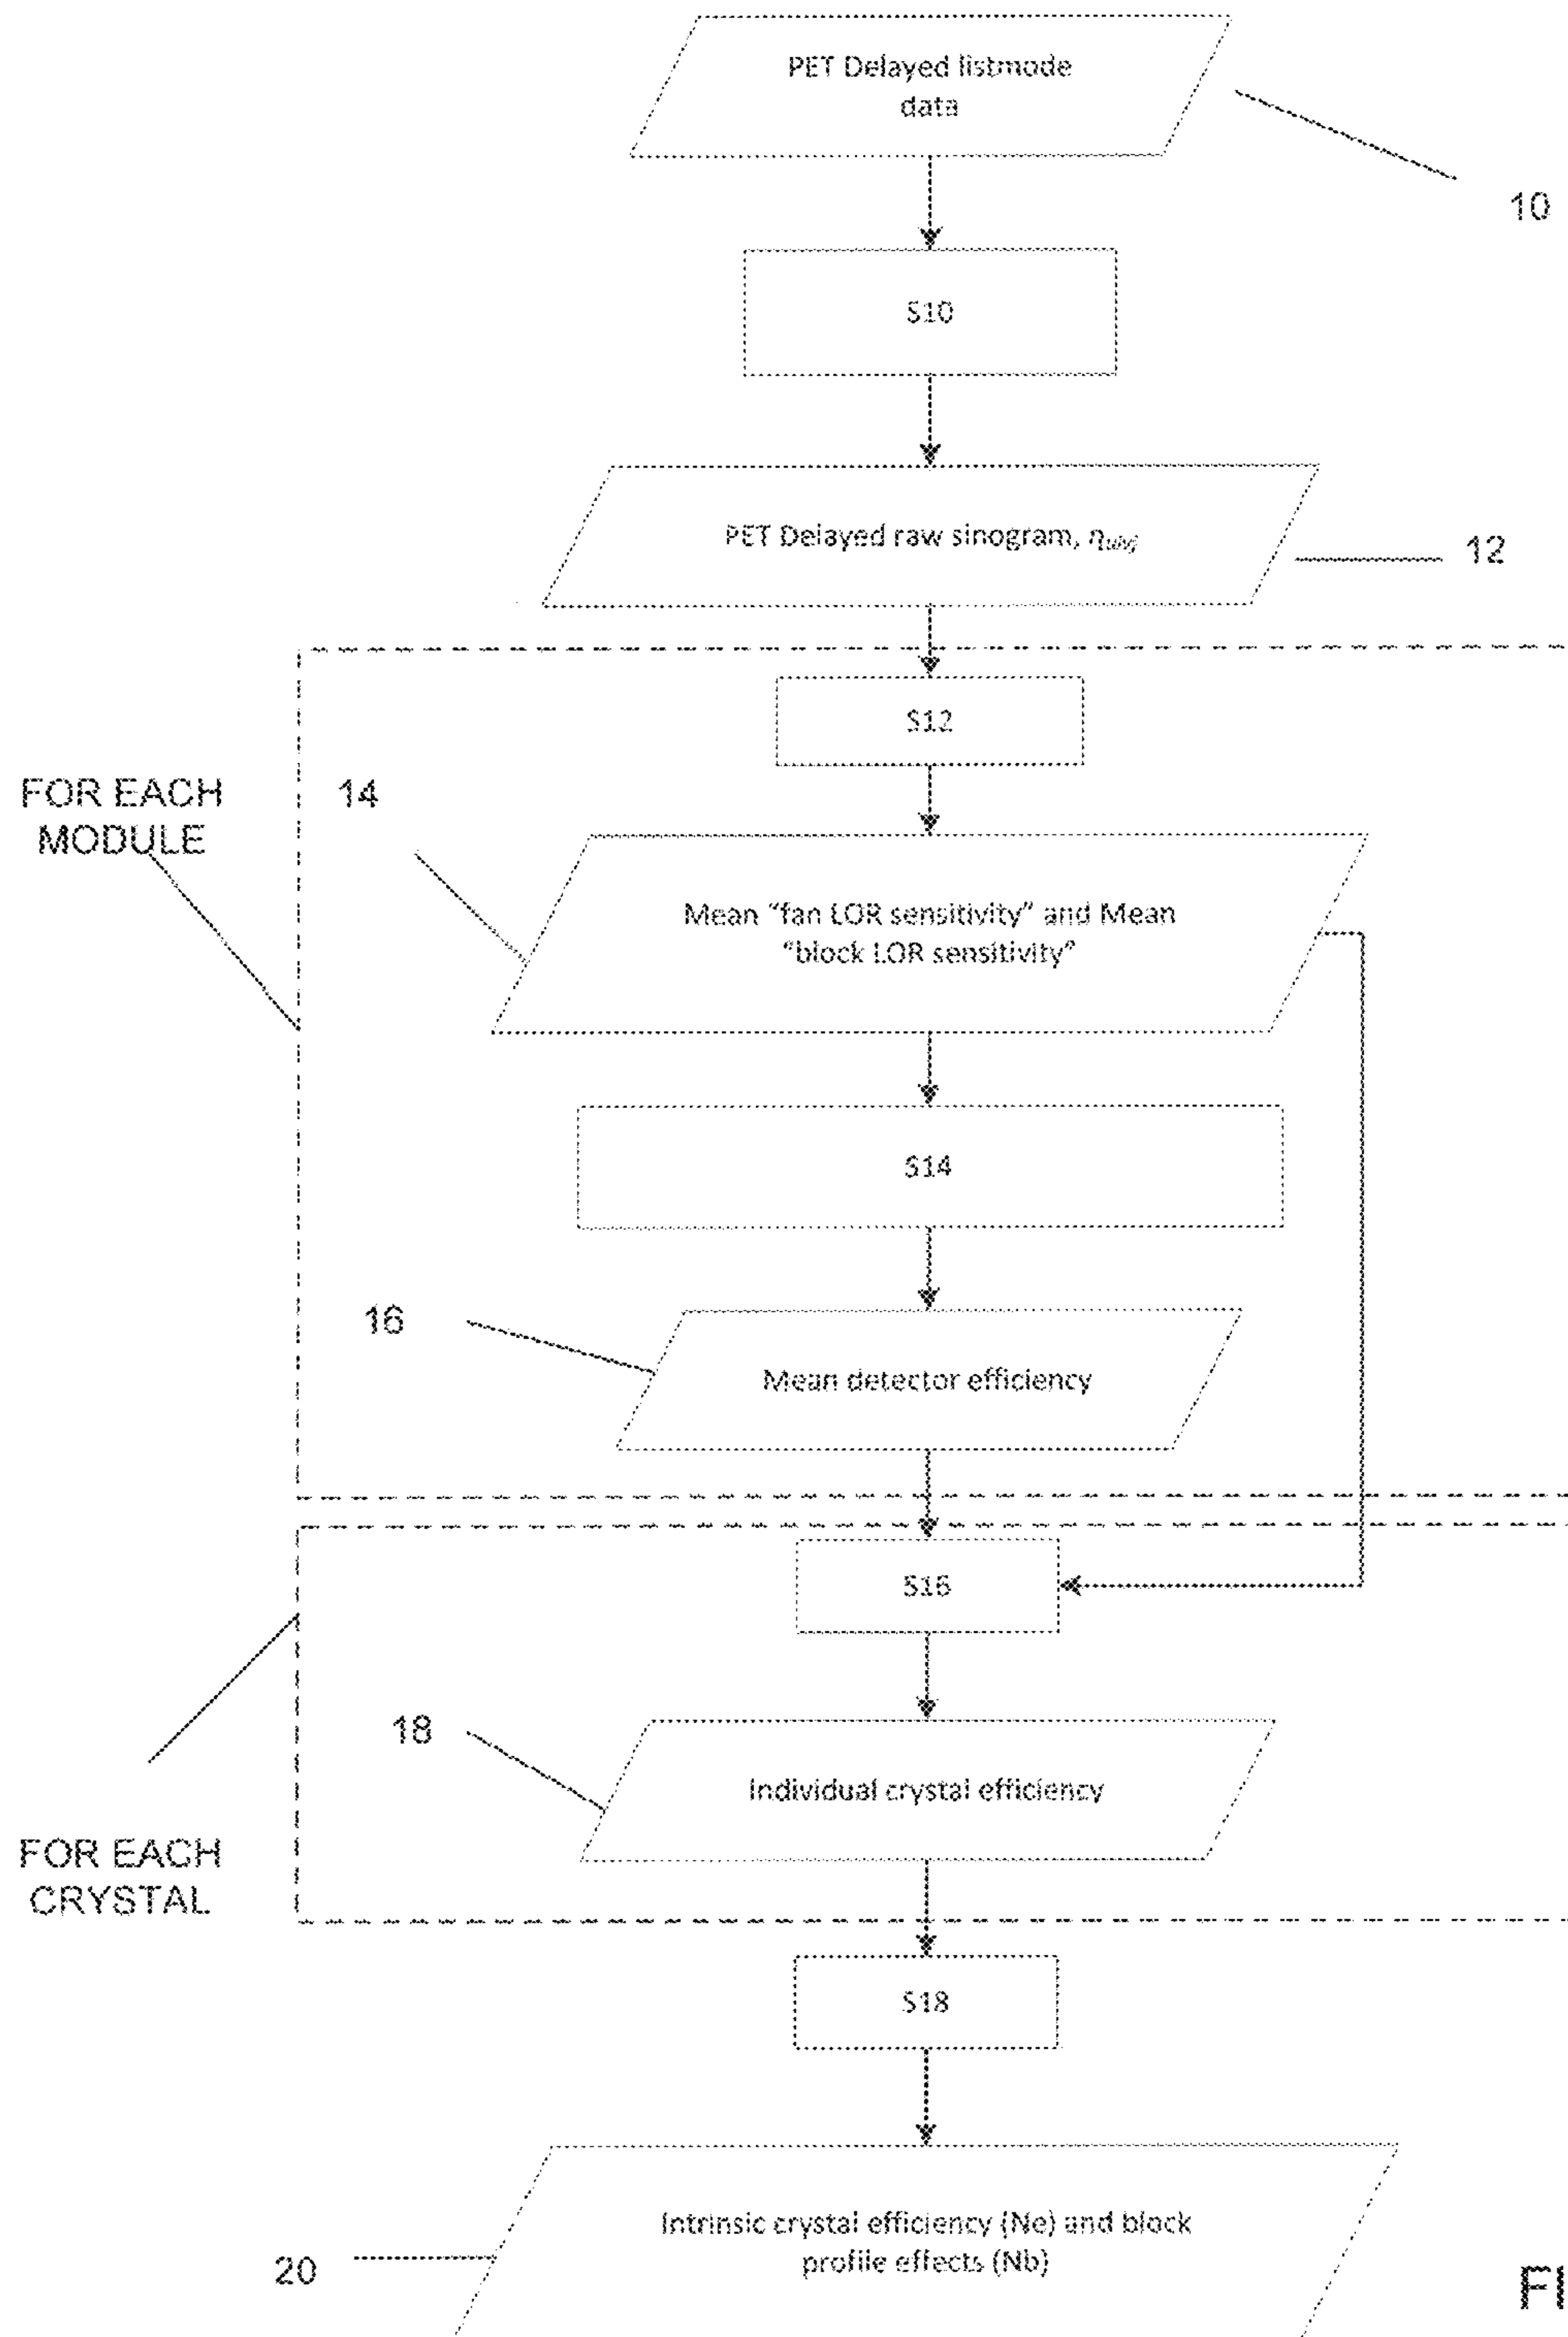 PET Delayed listmode
data
10
S10
PET Delayed raw sinogram,
12
S12
FOR EACH
MODULE
14
Mean “fan LOR sensitivity” and Mean
“block LOR sensitivity”
S14
16
Mean detector efficiency
S16
18
Individual crystal efficiency
FOR EACH
CRYSTAL
S18
Intrinsic crystal efficiency (Ne) and block
profile effects (Nb)
20
FI